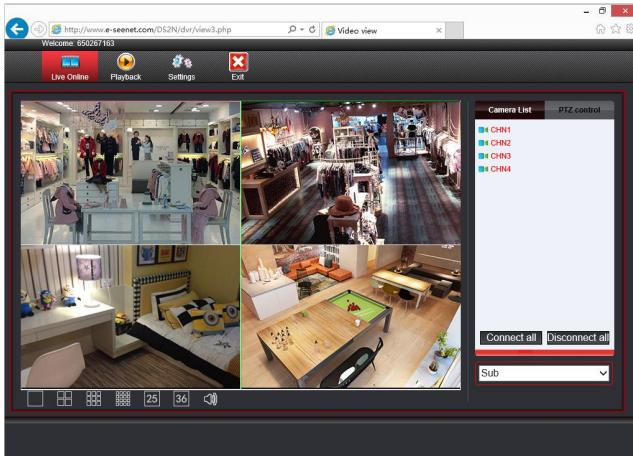 http://www.e-seenet.com/DS2N/dvr/view3.php
Video view
Welcome: 650267163
Live Online
Playback
Settings
Exit
Camera List
PTZ control
CHN1
CHN2
CHN3
CHN4
Connect all
Disconnect all
Sub
25
36